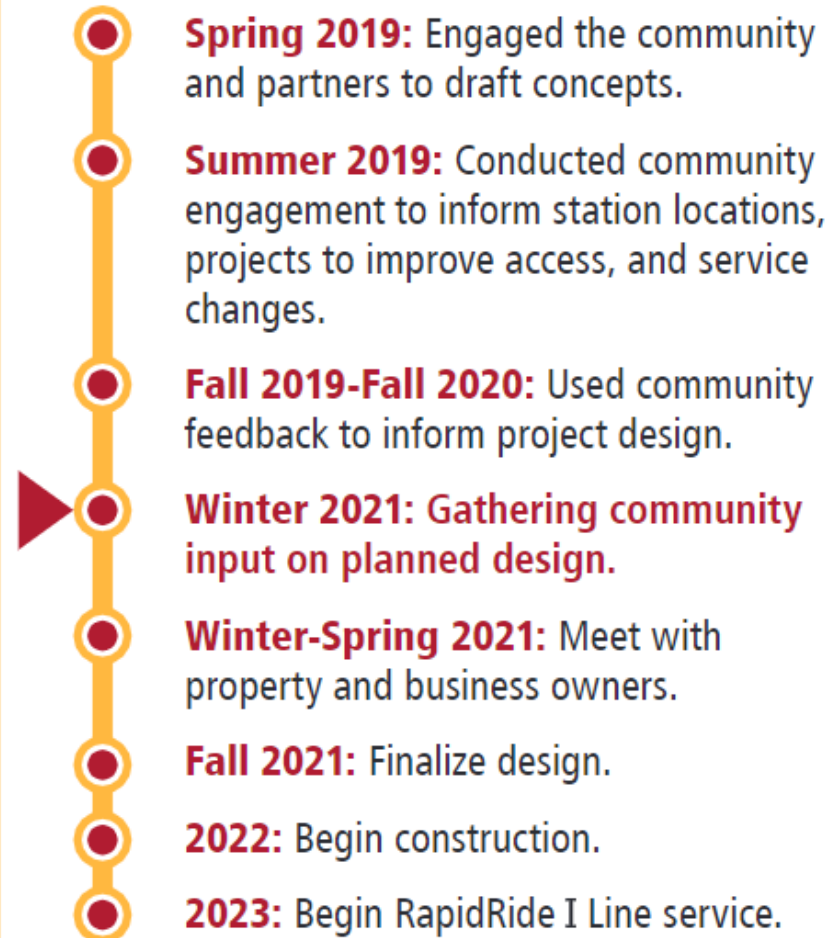 Spring 2019: Engaged the community
and partners to draft concepts.
Summer 2019: Conducted community
engagement to inform station locations,
projects to improve access, and service
changes.
Fall 2019-Fall 2020: Used community
feedback to inform project design.
Winter 2021: Gathering community
input on planned design.
Winter-Spring 2021: Meet with
property and business owners.
Fall 2021: Finalize design.
2022: Begin construction.
2023: Begin RapidRide I Line service.